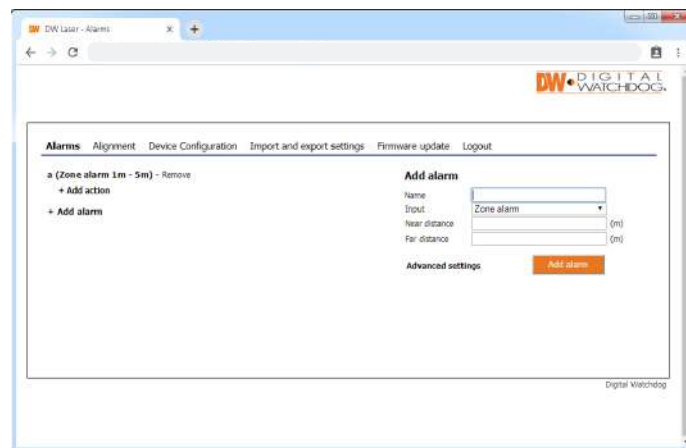 DW Laser - Alarms
DW DIGITAL
WATCHDOG.
Alarms Alignment Device Configuration Import and export settings Firmware update Logout
a (Zone alarm 1m - 5m) - Remove
+ Add action
+ Add alarm
Add alarm
Name
Input Zone alarm
Near distance (m)
Far distance (m)
Advanced settings Add alarm
Digital Watchdog